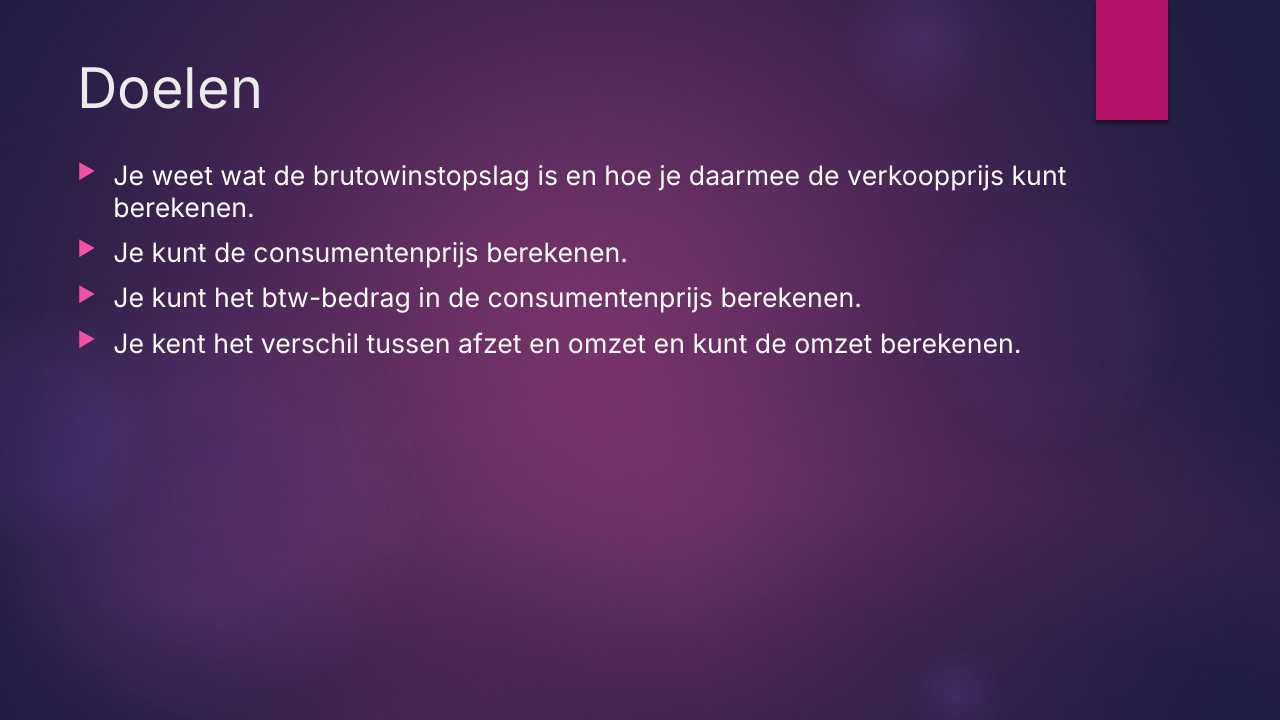 Doelen
Je weet wat de brutowinstopslag is en hoe je daarmee de verkoopprijs kunt
berekenen.
Je kunt de consumentenprijs berekenen.
Je kunt het btw-bedrag in de consumentenprijs berekenen.
Je kent het verschil tussen afzet en omzet en kunt de omzet berekenen.